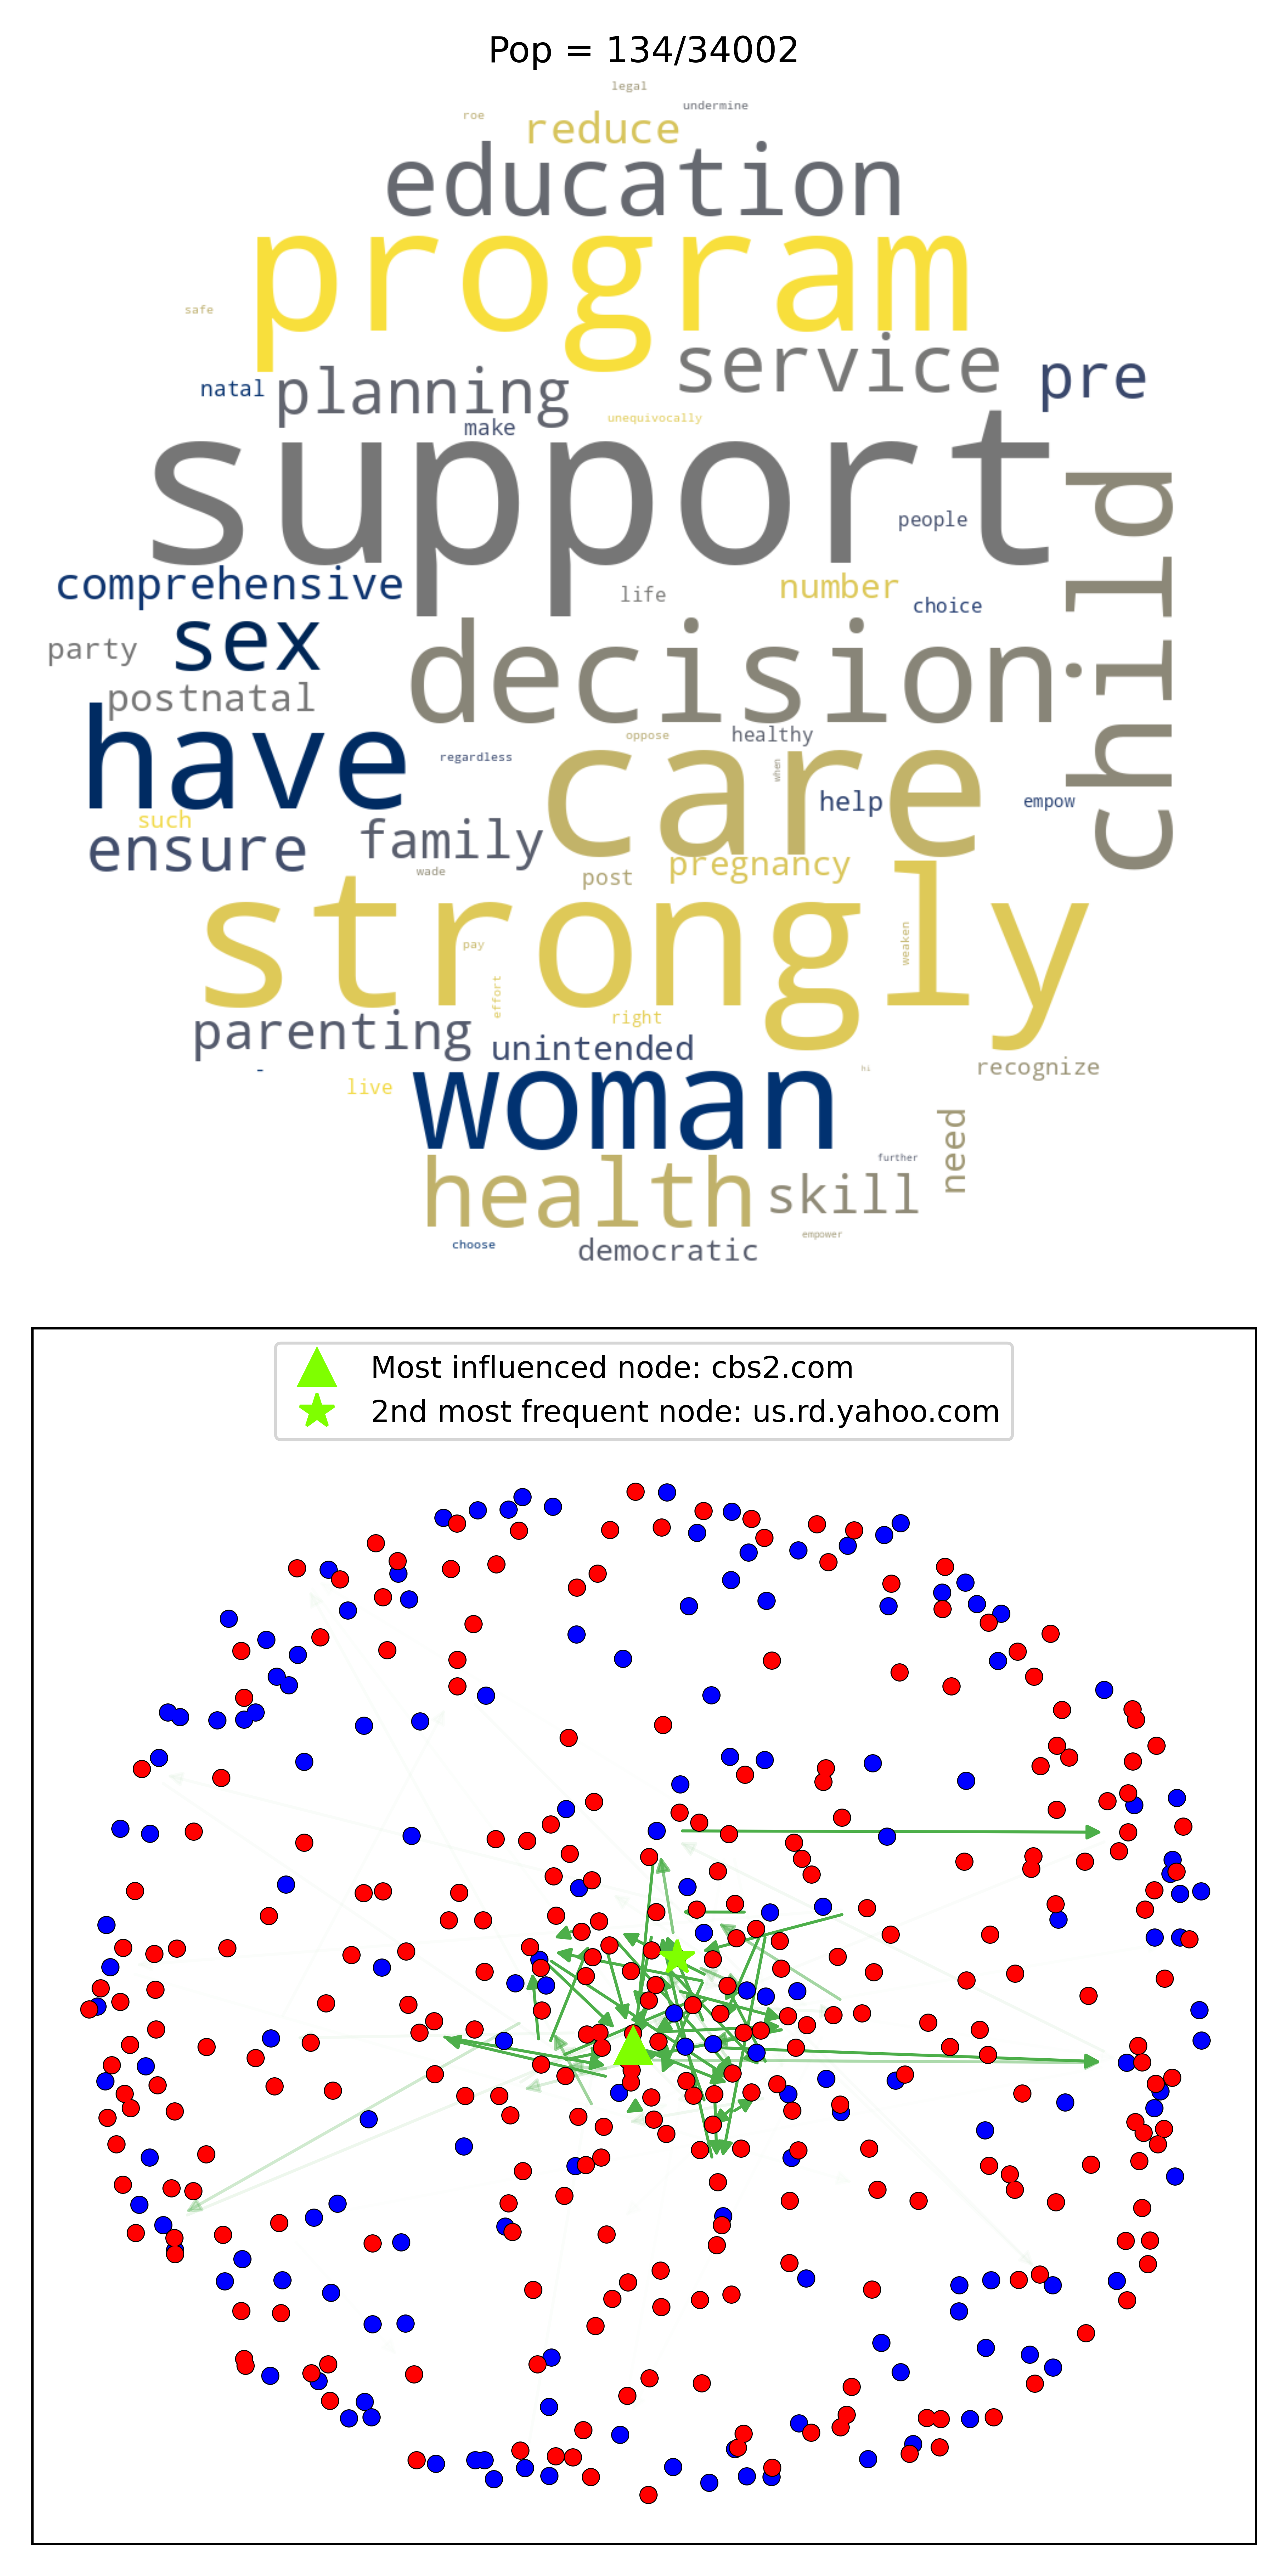 Pop = 134/34002
legal
undermine
roe
reduce
education
program
safe
service
pre
natal
planning
unequivocally
make
support
child
people
comprehensive
life
number
choice
sex
party
decision
postnatal
have
oppose
healthy
regardless
care
when
help
empow
such
ensure
family
pregnancy
wade
post
strongly
pay
weaken
effort
right
parenting
unintended
recognize
-
hi
live
woman
need
further
health
skill
empower
choose
democratic
Most influenced node: cbs2.com
2nd most frequent node: us.rd.yahoo.com